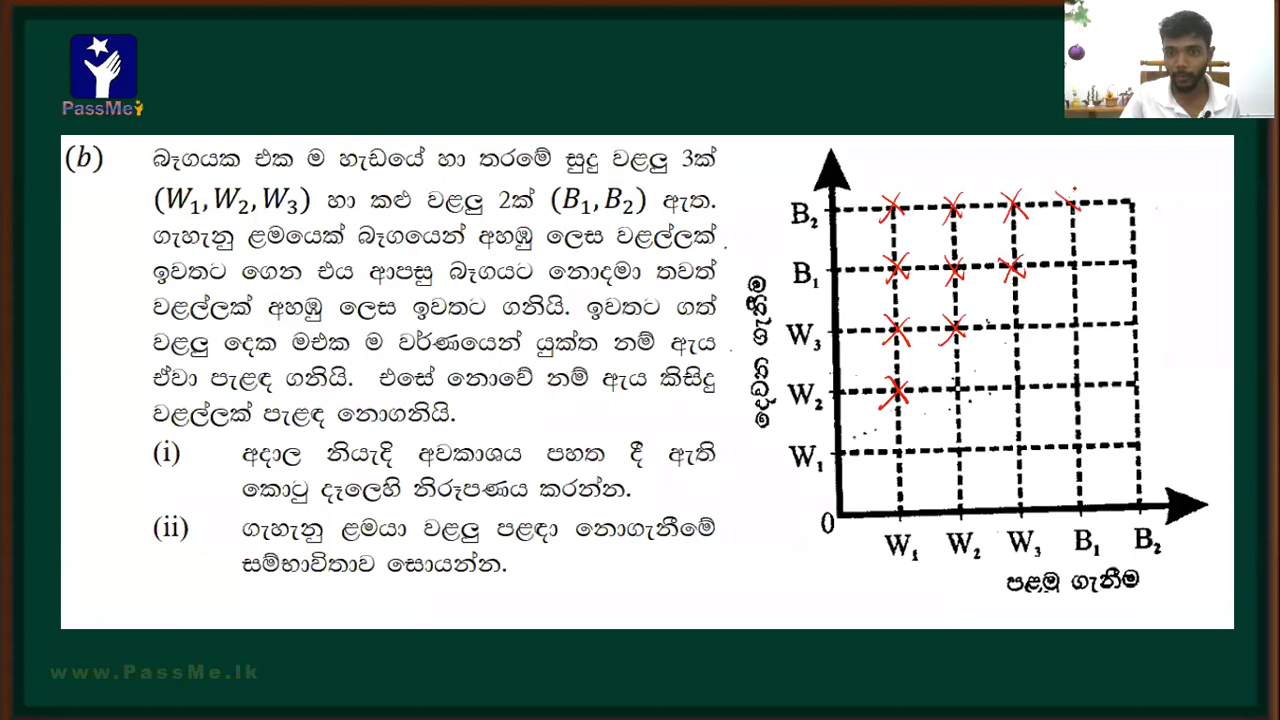 PassMe
(b) බෑගයක එක ම හැඩයේ හා තරමේ සුදු වළලු 3ක්
(W₁, W₂, W₃) හා කළු වළලු 2ක් (B₁, B₂) ඇත.
ගැහැනු ළමයෙක් බෑගයෙන් අහඹු ලෙස වළල්ලක්
ඉවතට ගෙන එය ආපසු බෑගයට නොදමා තවත්
වළල්ලක් අහඹු ලෙස ඉවතට ගනියි. ඉවතට ගත්
වළලු දෙක මඑක ම වර්ණයෙන් යුක්ත නම් ඇය
ඒවා පැළඳ ගනියි. එසේ නොවේ නම් ඇය කිසිදු
වළල්ලක් පැළඳ නොගනියි.
(i) අදාල නියැදි අවකාශය පහත දී ඇති
කොටු දැලෙහි නිරූපණය කරන්න.
(ii) ගැහැනු ළමයා වළලු පළඳා නොගැනීමේ
සම්භාවිතාව සොයන්න.
දෙවන ගැනීම
B₂
B₁
W₃
W₂
W₁
0
W₁ W₂ W₃ B₁ B₂
පළමු ගැනීම
www.PassMe.lk